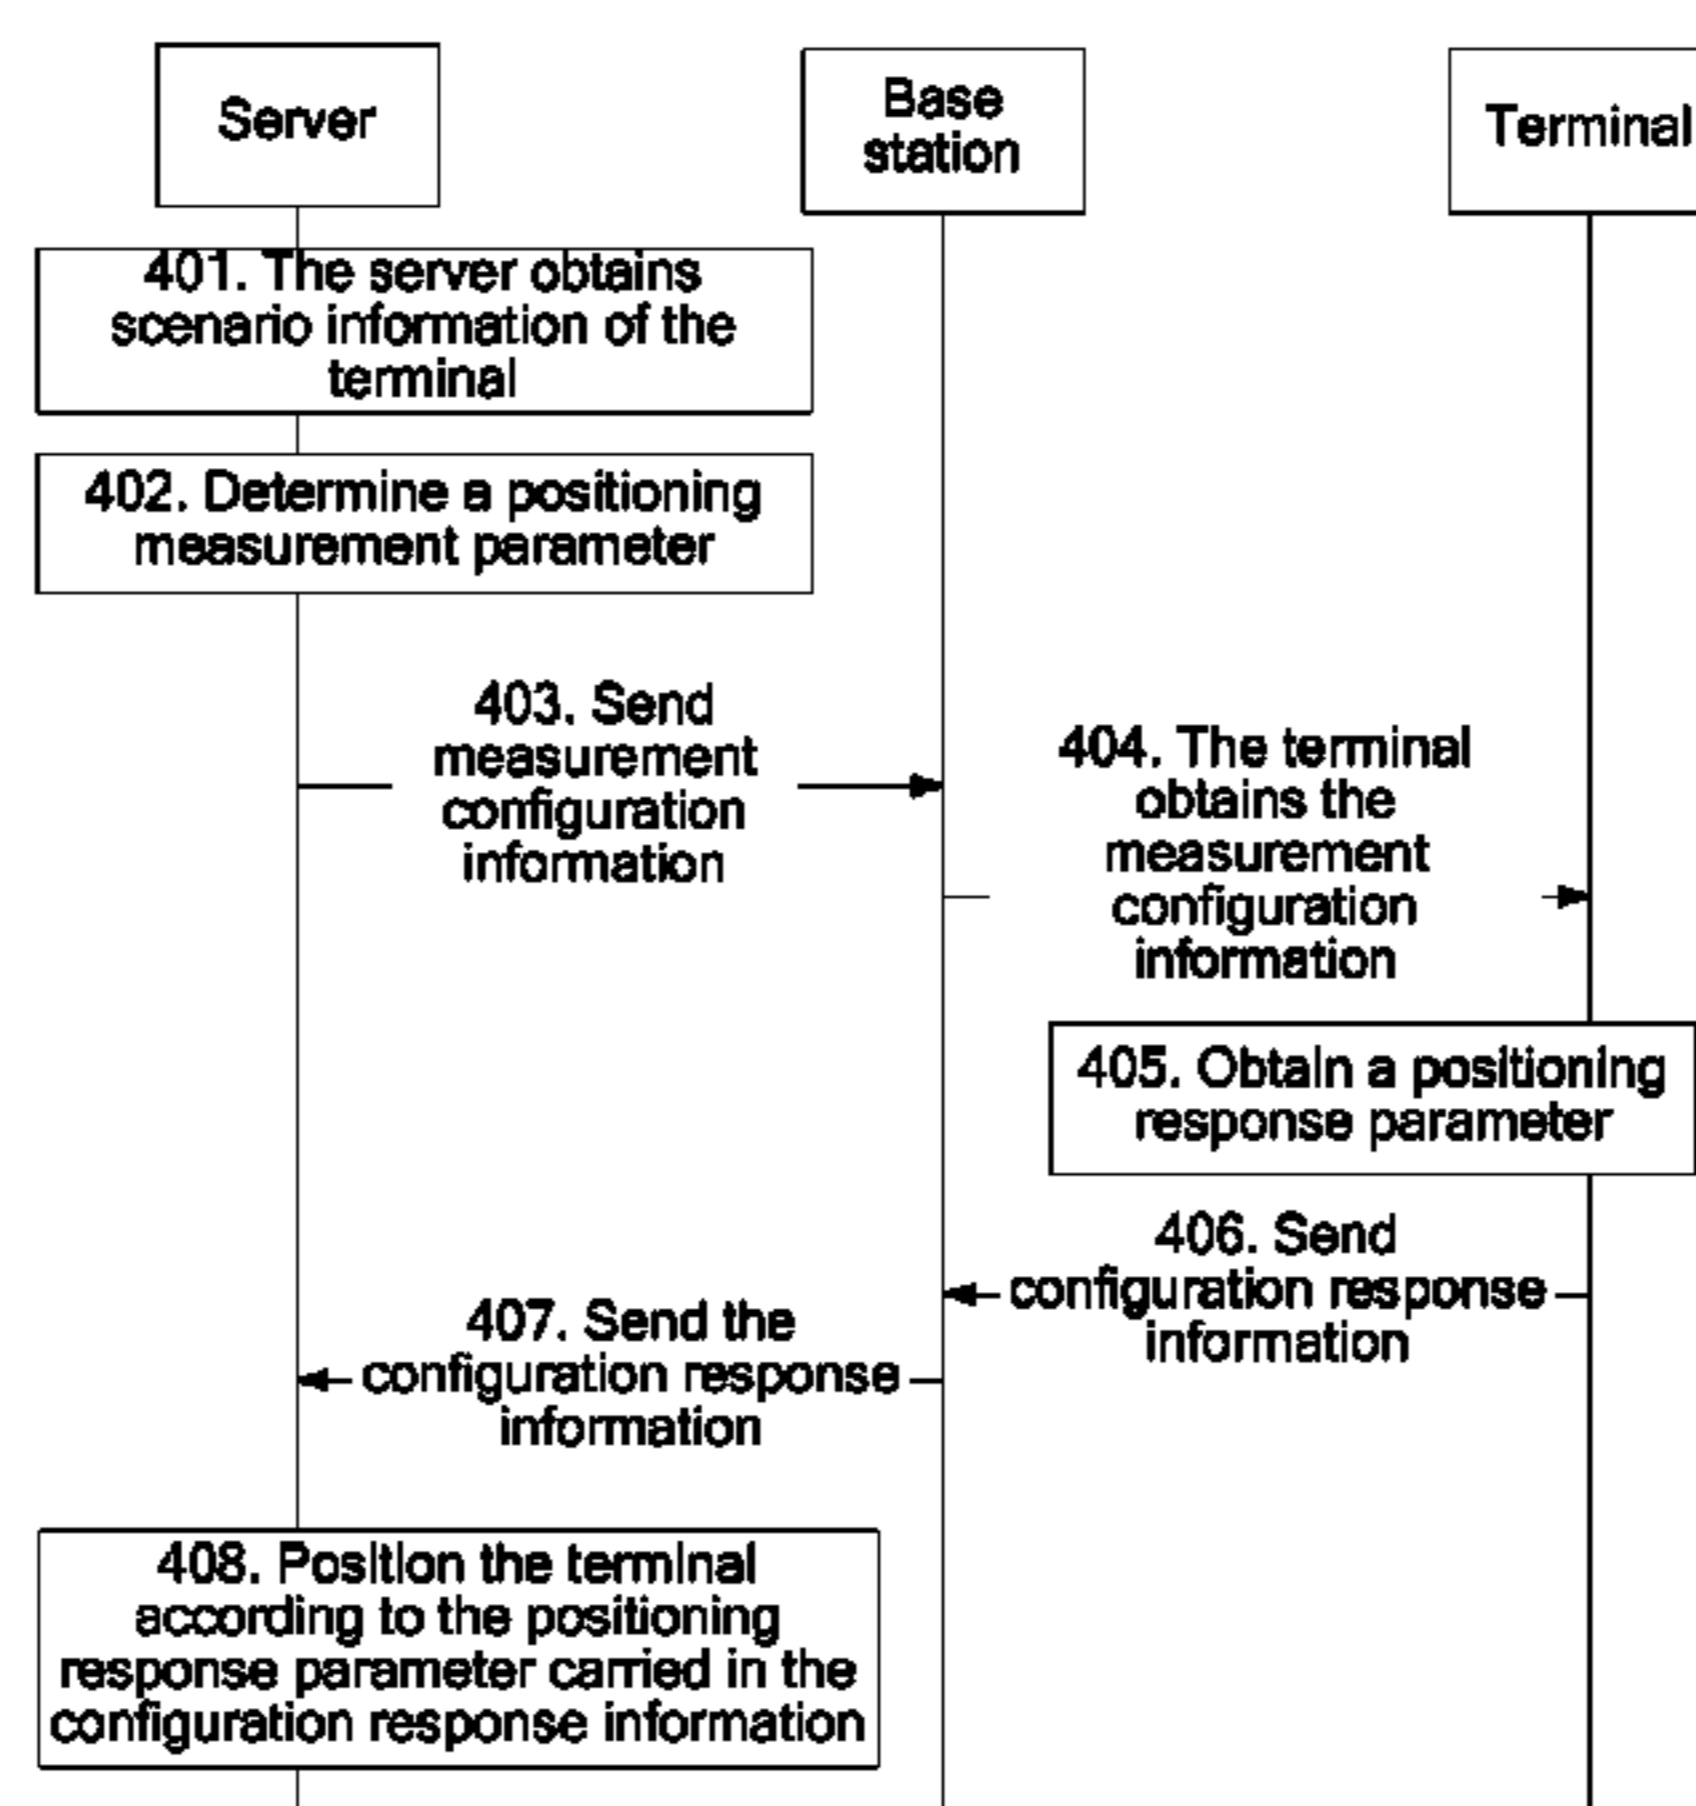 Server
Base
station
Terminal
401. The server obtains
scenario information of the
terminal
402. Determine a positioning
measurement parameter
403. Send
measurement
configuration
information
404. The terminal
obtains the
measurement
configuration
information
405. Obtain a positioning
response parameter
406. Send
configuration response
information
407. Send the
configuration response
information
408. Position the terminal
according to the positioning
response parameter carried in the
configuration response information